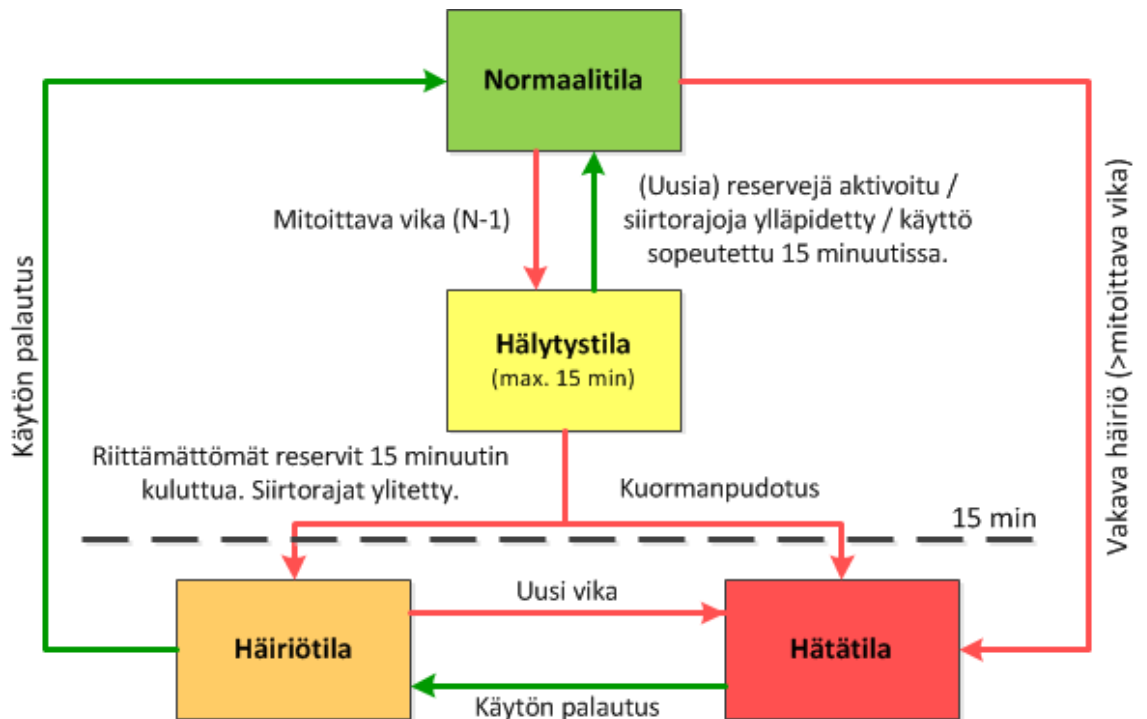 Normaalitila
Mitoittava vika (N-1)
(Uusia) reservejä aktivoitu /
siirtorajoja ylläpidetty / käyttö
sopeutettu 15 minuutissa.
Käytön palautus
Vakava häiriö (>mitoittava vika)
Hälytystila
(max. 15 min)
Riittämättömät reservit 15 minuutin
kuluttua. Siirtorajat ylitetty.
Kuormanpudotus
15 min
Häiriötila
Uusi vika
Hätätila
Käytön palautus